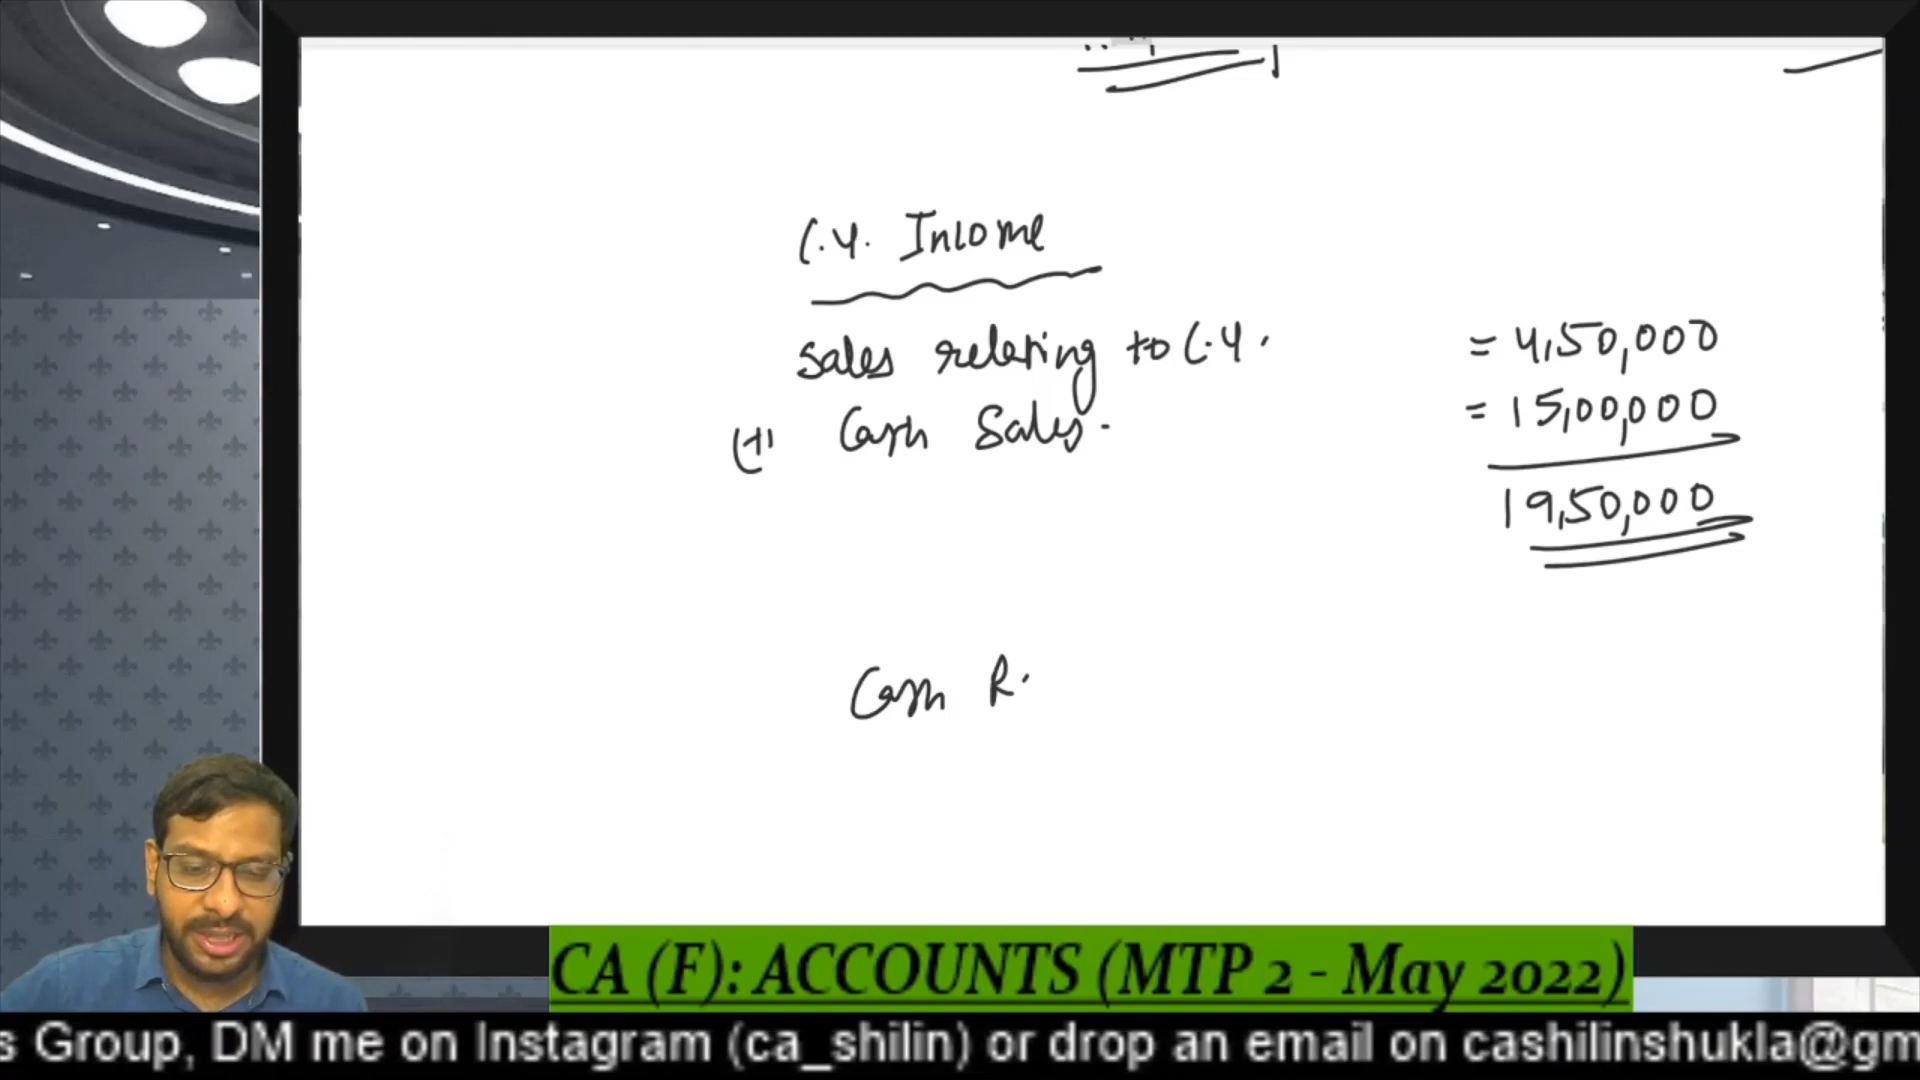 C.Y. Income
sales relating to C.Y. = 4,50,000
(+) Cash Sales. = 15,00,000
19,50,000
Cash R.
CA (F): ACCOUNTS (MTP 2 - May 2022)
s Group, DM me on Instagram (ca_shilin) or drop an email on cashilinshukla@gm